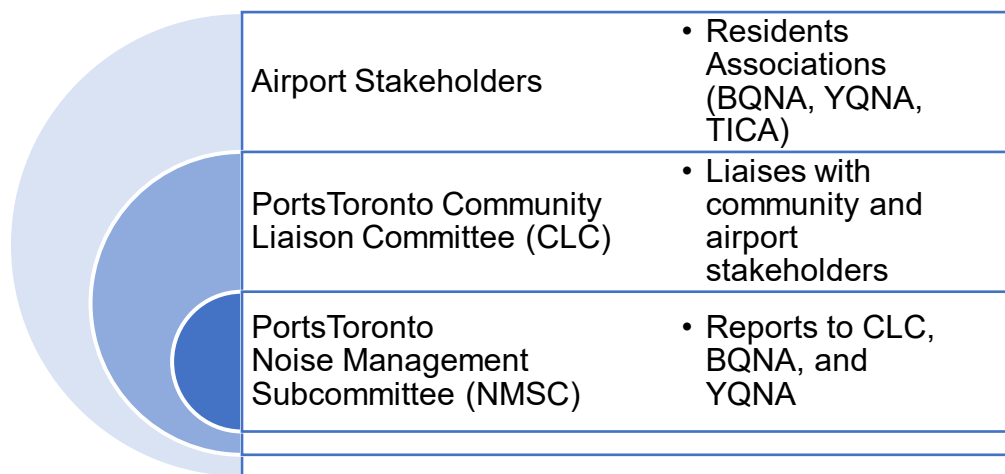 Airport Stakeholders
• Residents
Associations
(BQNA, YQNA,
TICA)
PortsToronto Community
Liaison Committee (CLC)
• Liaises with
community and
airport
stakeholders
PortsToronto
Noise Management
Subcommittee (NMSC)
• Reports to CLC,
BQNA, and
YQNA